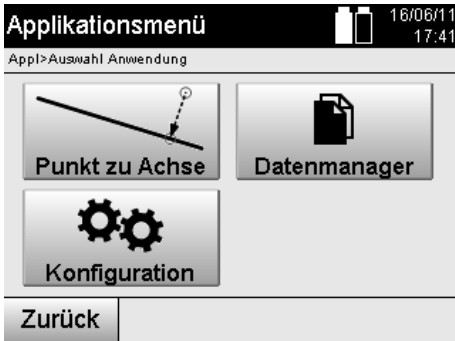 Applikationsmenü
16/06/11
17:41
Appl>Auswahl Anwendung
Punkt zu Achse
Datenmanager
Konfiguration
Zurück